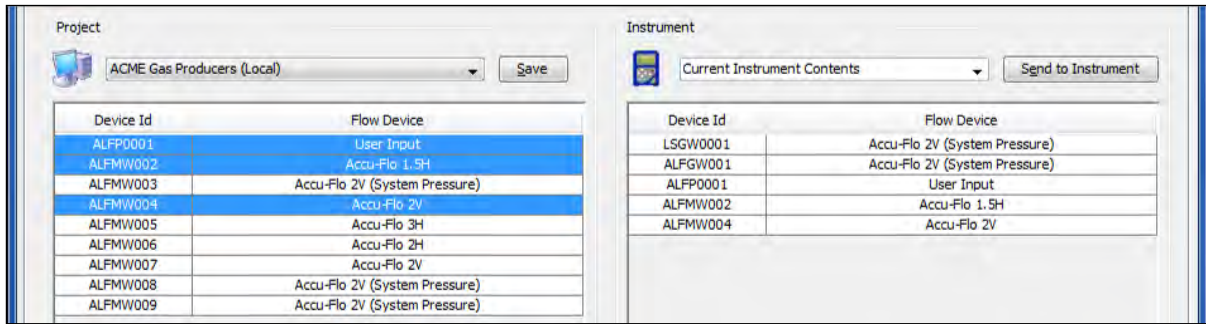 Project
ACME Gas Producers (Local)
Save
Device Id Flow Device
ALFP0001 User Input
ALFMW002 Accu-Flo 1.5H
ALFMW003 Accu-Flo 2V (System Pressure)
ALFMW004 Accu-Flo 2V
ALFMW005 Accu-Flo 3H
ALFMW006 Accu-Flo 2H
ALFMW007 Accu-Flo 2V
ALFMW008 Accu-Flo 2V (System Pressure)
ALFMW009 Accu-Flo 2V (System Pressure)
Instrument
Current Instrument Contents
Send to Instrument
Device Id Flow Device
LSGW0001 Accu-Flo 2V (System Pressure)
ALFGW001 Accu-Flo 2V (System Pressure)
ALFP0001 User Input
ALFMW002 Accu-Flo 1.5H
ALFMW004 Accu-Flo 2V